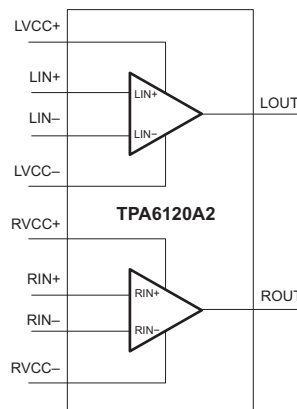 LVCC+
LIN+
LIN+
LIN–
LIN–
LOUT
LVCC–
TPA6120A2
RVCC+
RIN+
RIN+
RIN–
RIN–
ROUT
RVCC–